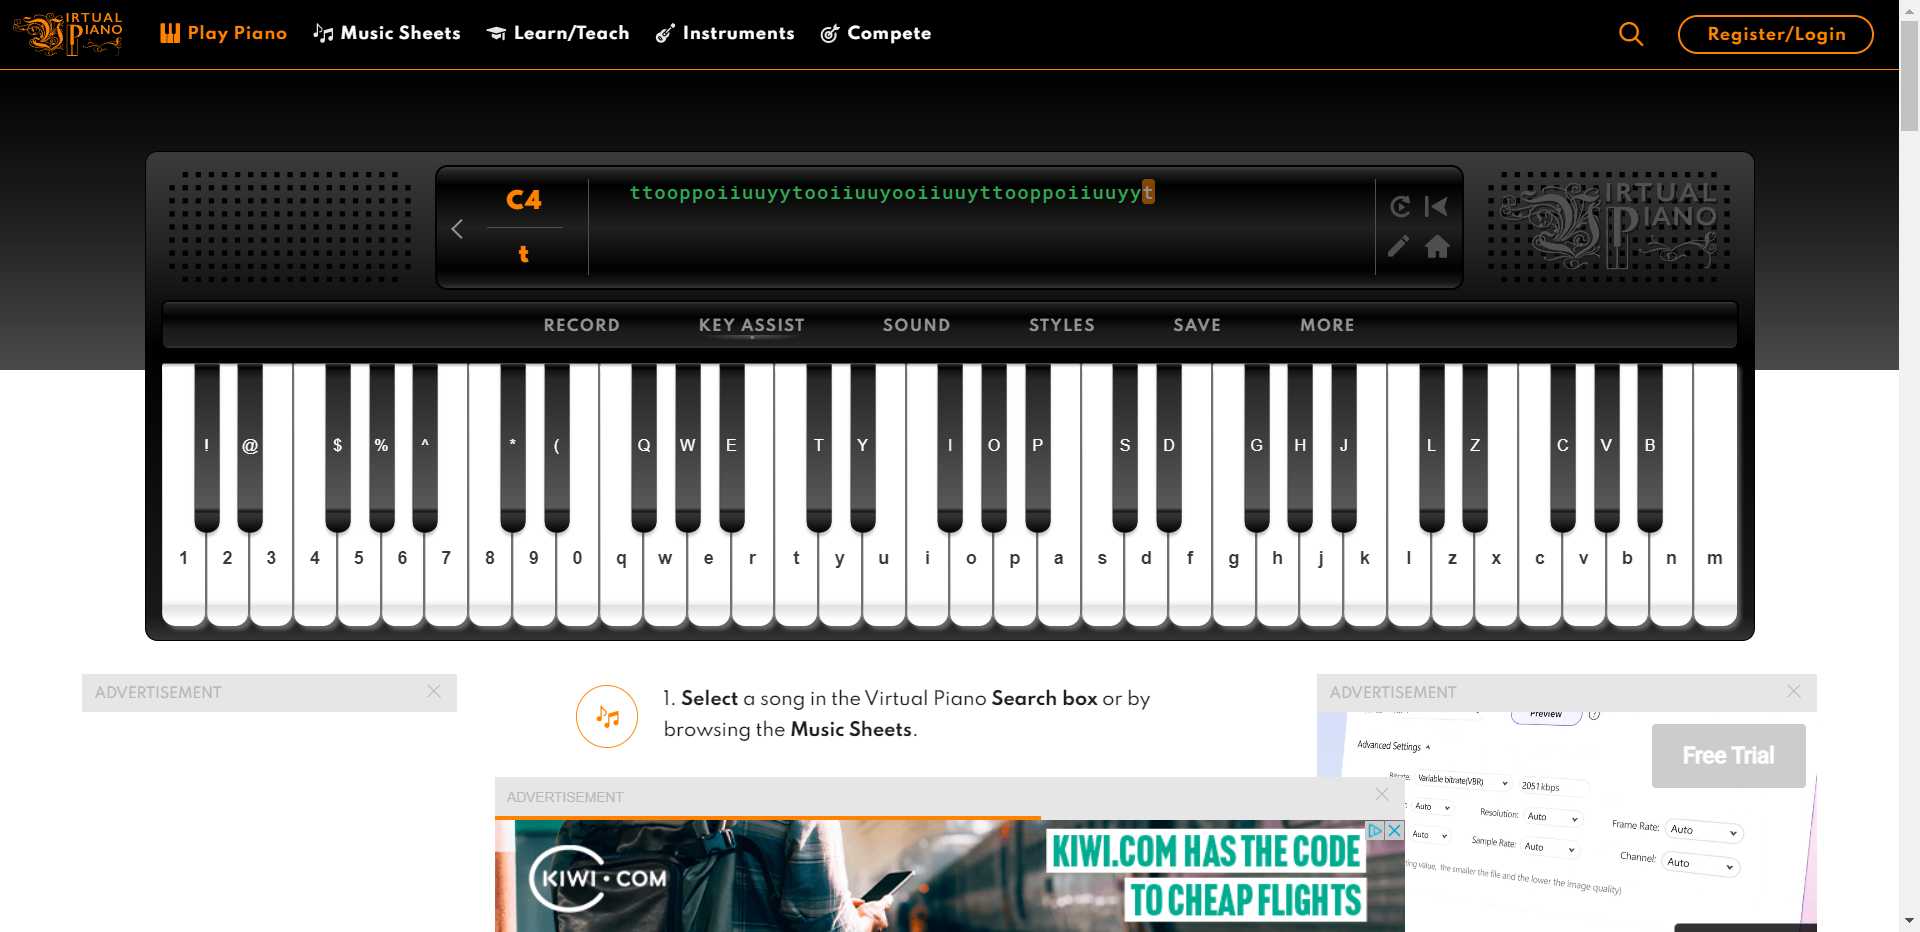 VIRTUAL PIANO
Play Piano
Music Sheets
Learn/Teach
Instruments
Compete
Register/Login
C4
t
ttooppoiiuuyytooiiuuyooiiuuyttooppoiiuuyyt
VIRTUAL PIANO
RECORD
KEY ASSIST
SOUND
STYLES
SAVE
MORE
! @ $ % ^ * ( Q W E T Y I O P S D G H J L Z C V B
1 2 3 4 5 6 7 8 9 0 q w e r t y u i o p a s d f g h j k l z x c v b n m
ADVERTISEMENT
1. Select a song in the Virtual Piano Search box or by
browsing the Music Sheets.
ADVERTISEMENT
Preview
Free Trial
Advanced Settings
Bitrate: Variable bitrate(VBR) 2051 kbps
Auto Resolution: Auto Frame Rate: Auto
Auto Sample Rate: Auto Channel: Auto
value, the smaller the file and the lower the image quality)
ADVERTISEMENT
KIWI.COM
KIWI.COM HAS THE CODE
TO CHEAP FLIGHTS